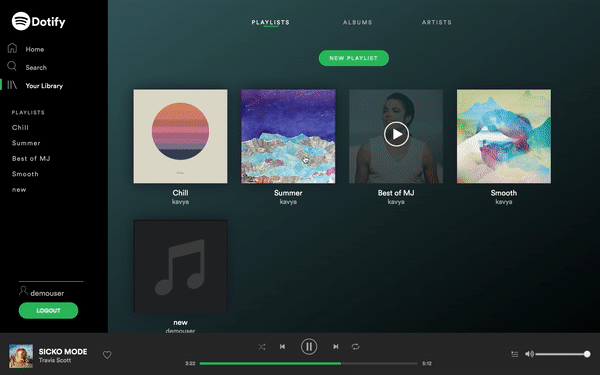 Dotify
Home
Search
Your Library
PLAYLISTS
Chill
Summer
Best of MJ
Smooth
new
demouser
LOGOUT
PLAYLISTS ALBUMS ARTISTS
NEW PLAYLIST
Chill
kavya
Summer
kavya
Best of MJ
kavya
Smooth
kavya
new
demouser
SICKO MODE
Travis Scott
3:22
5:12